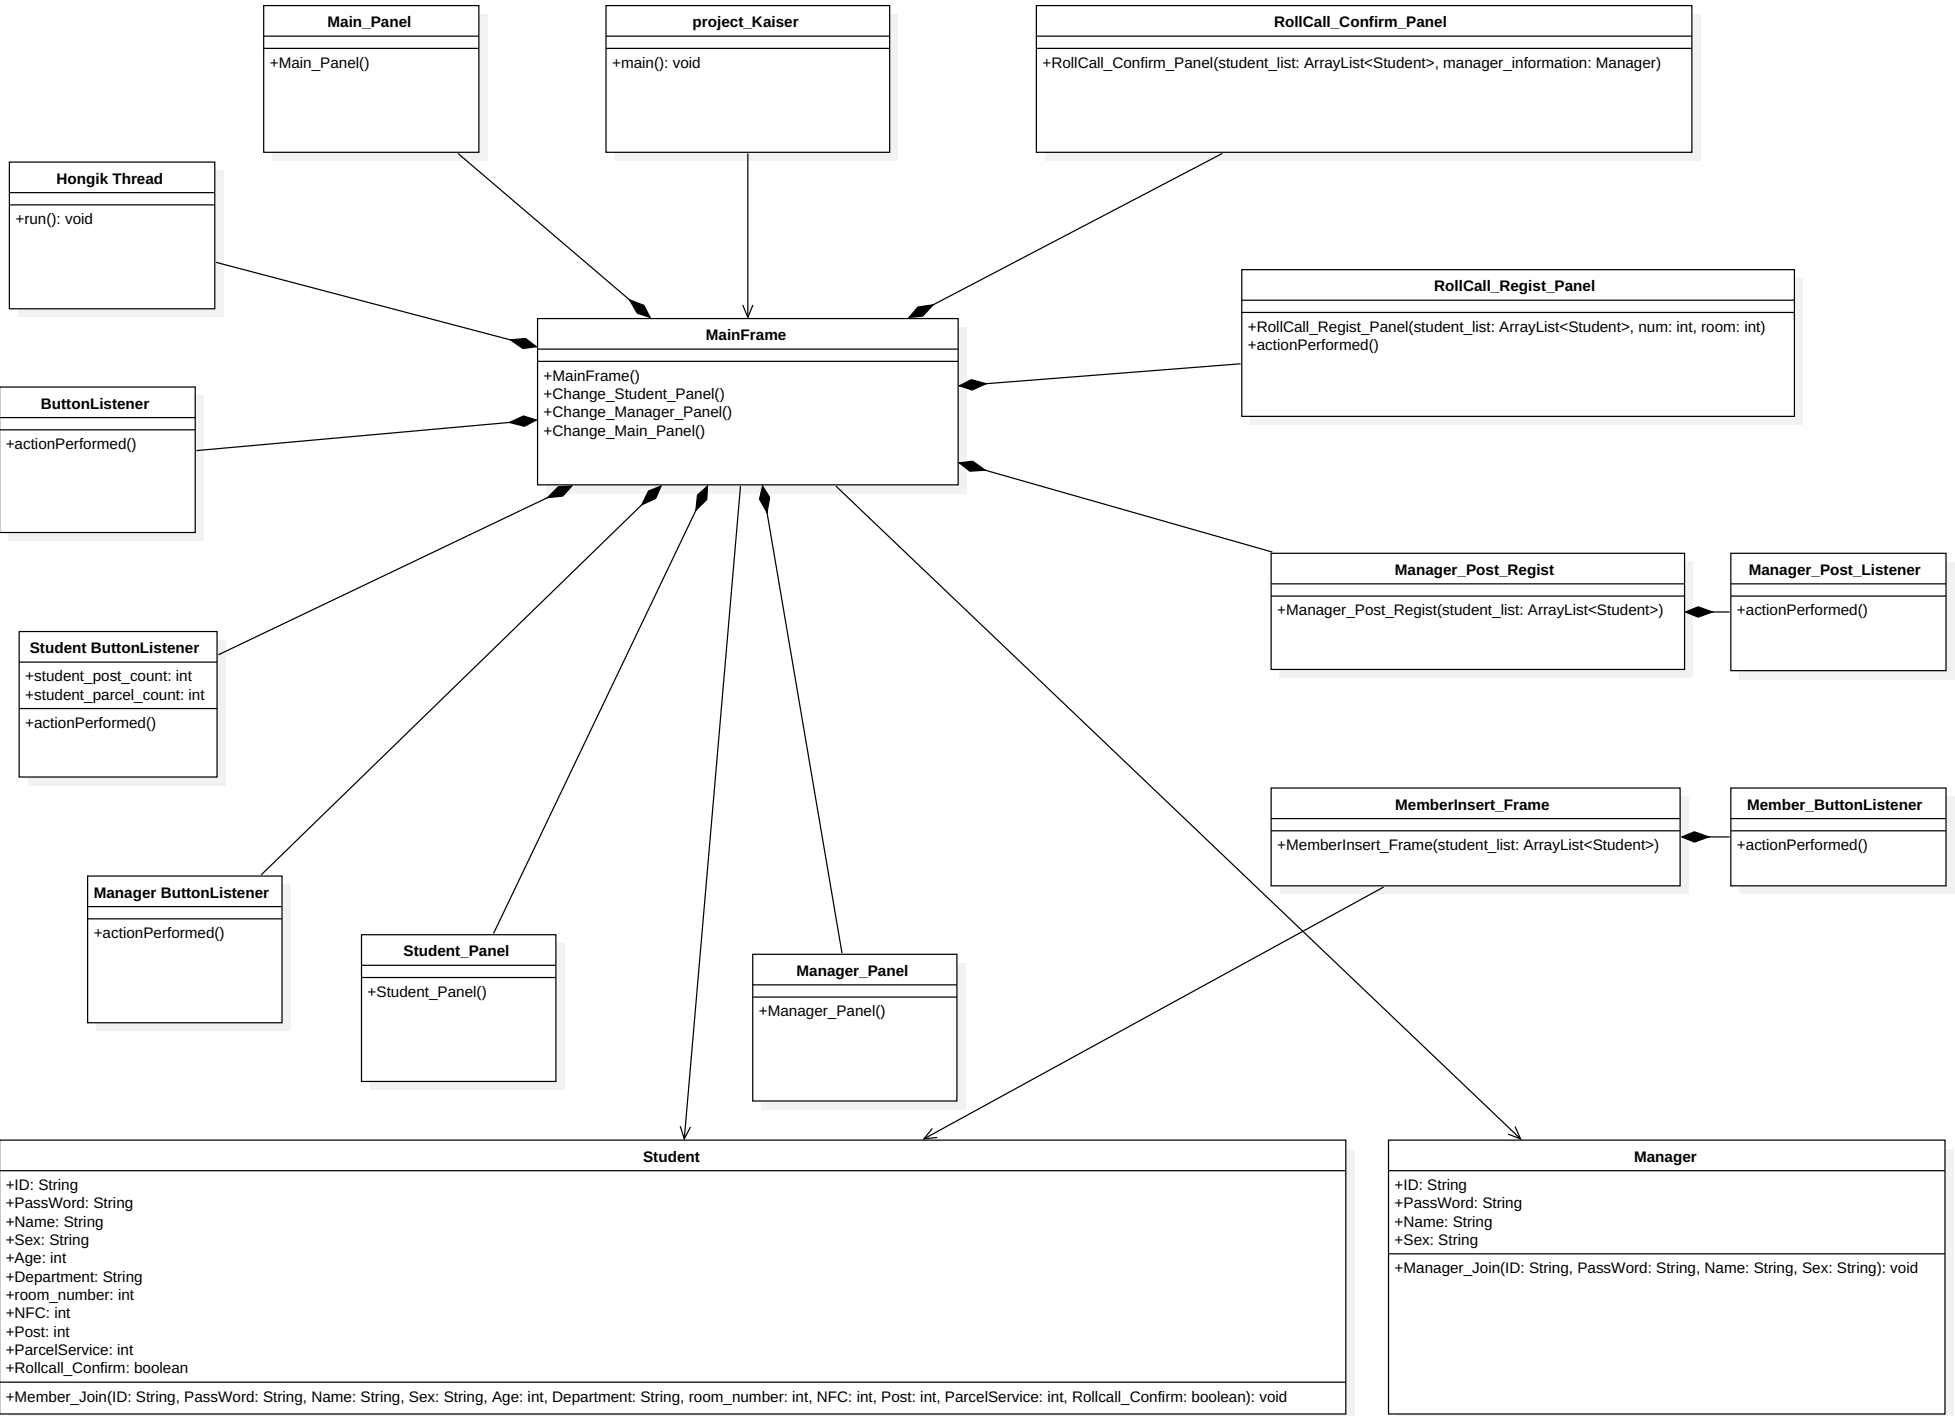 Main_Panel
+Main_Panel()
project_Kaiser
+main(): void
RollCall_Confirm_Panel
+RollCall_Confirm_Panel(student_list: ArrayList<Student>, manager_information: Manager)
Hongik Thread
+run(): void
RollCall_Regist_Panel
+RollCall_Regist_Panel(student_list: ArrayList<Student>, num: int, room: int)
+actionPerformed()
MainFrame
+MainFrame()
+Change_Student_Panel()
+Change_Manager_Panel()
+Change_Main_Panel()
ButtonListener
+actionPerformed()
Manager_Post_Regist
+Manager_Post_Regist(student_list: ArrayList<Student>)
Manager_Post_Listener
+actionPerformed()
Student ButtonListener
+student_post_count: int
+student_parcel_count: int
+actionPerformed()
MemberInsert_Frame
+MemberInsert_Frame(student_list: ArrayList<Student>)
Member_ButtonListener
+actionPerformed()
Manager ButtonListener
+actionPerformed()
Student_Panel
+Student_Panel()
Manager_Panel
+Manager_Panel()
Student
+ID: String
+PassWord: String
+Name: String
+Sex: String
+Age: int
+Department: String
+room_number: int
+NFC: int
+Post: int
+ParcelService: int
+Rollcall_Confirm: boolean
+Member_Join(ID: String, PassWord: String, Name: String, Sex: String, Age: int, Department: String, room_number: int, NFC: int, Post: int, ParcelService: int, Rollcall_Confirm: boolean): void
Manager
+ID: String
+PassWord: String
+Name: String
+Sex: String
+Manager_Join(ID: String, PassWord: String, Name: String, Sex: String): void